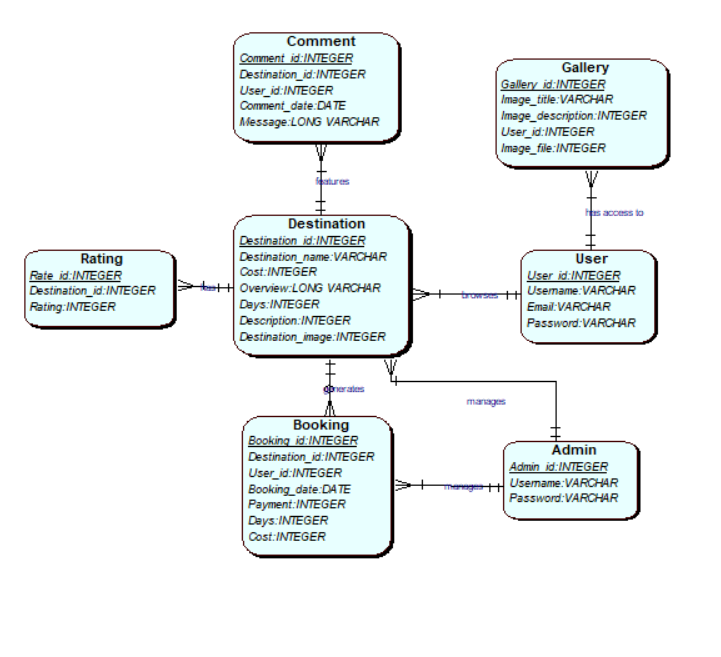 Comment
Comment_id:INTEGER
Destination_id:INTEGER
User_id:INTEGER
Comment_date:DATE
Message:LONG VARCHAR
Gallery
Gallery_id:INTEGER
Image_title:VARCHAR
Image_description:INTEGER
User_id:INTEGER
Image_file:INTEGER
features
has access to
Destination
Destination_id:INTEGER
Destination_name:VARCHAR
Cost:INTEGER
Overview:LONG VARCHAR
Days:INTEGER
Description:INTEGER
Destination_image:INTEGER
Rating
Rate_id:INTEGER
Destination_id:INTEGER
Rating:INTEGER
has
browses
User
User_id:INTEGER
Username:VARCHAR
Email:VARCHAR
Password:VARCHAR
generates
manages
Booking
Booking_id:INTEGER
Destination_id:INTEGER
User_id:INTEGER
Booking_date:DATE
Payment:INTEGER
Days:INTEGER
Cost:INTEGER
manages
Admin
Admin_id:INTEGER
Username:VARCHAR
Password:VARCHAR